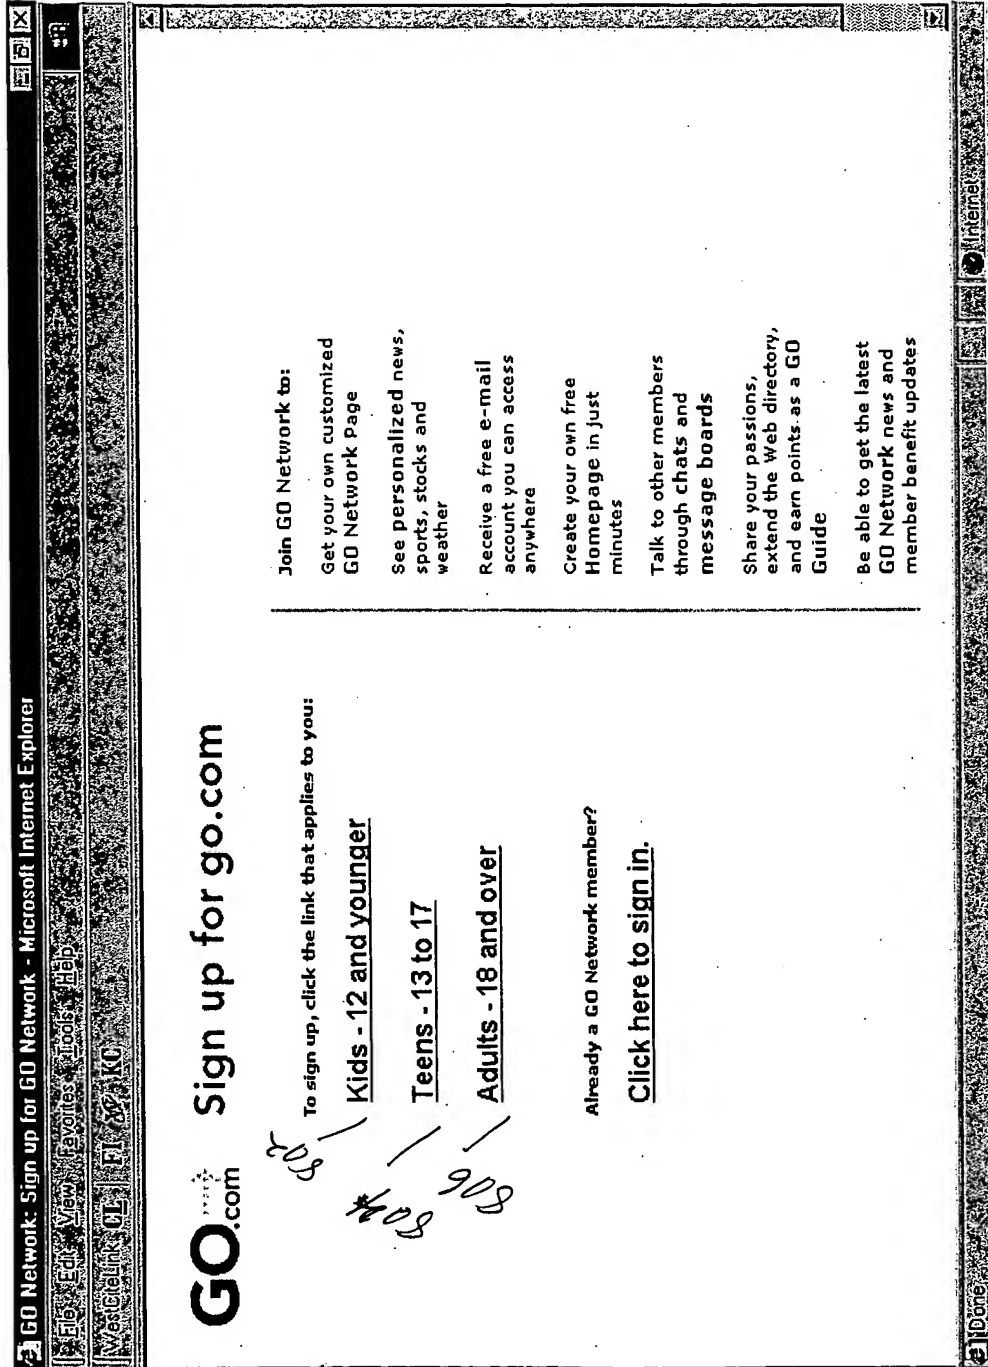 GO Network: Sign up for GO Network - Microsoft Internet Explorer
File Edit View Favorites Tools Help
WestCiteLink CL FI KC
GO.com Sign up for go.com
To sign up, click the link that applies to you:
802
Kids - 12 and younger
804
Teens - 13 to 17
806
Adults - 18 and over
Already a GO Network member?
Click here to sign in.
Join GO Network to:
Get your own customized
GO Network Page
See personalized news,
sports, stocks and
weather
Receive a free e-mail
account you can access
anywhere
Create your own free
Homepage in just
minutes
Talk to other members
through chats and
message boards
Share your passions,
extend the Web directory,
and earn points as a GO
Guide
Be able to get the latest
GO Network news and
member benefit updates
Done
Internet